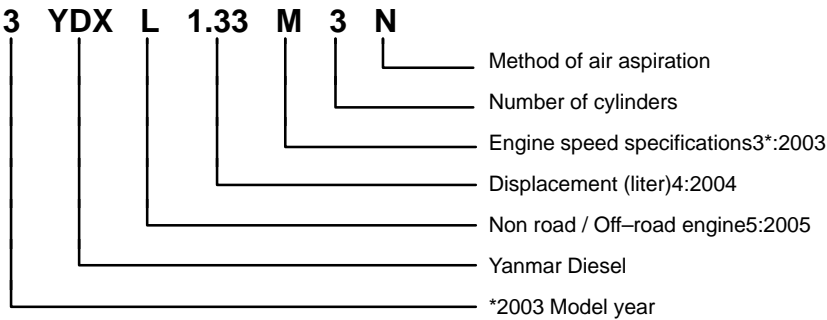 3 YDX L 1.33 M 3 N
Method of air aspiration
Number of cylinders
Engine speed specifications3*:2003
Displacement (liter)4:2004
Non road / Off–road engine5:2005
Yanmar Diesel
*2003 Model year